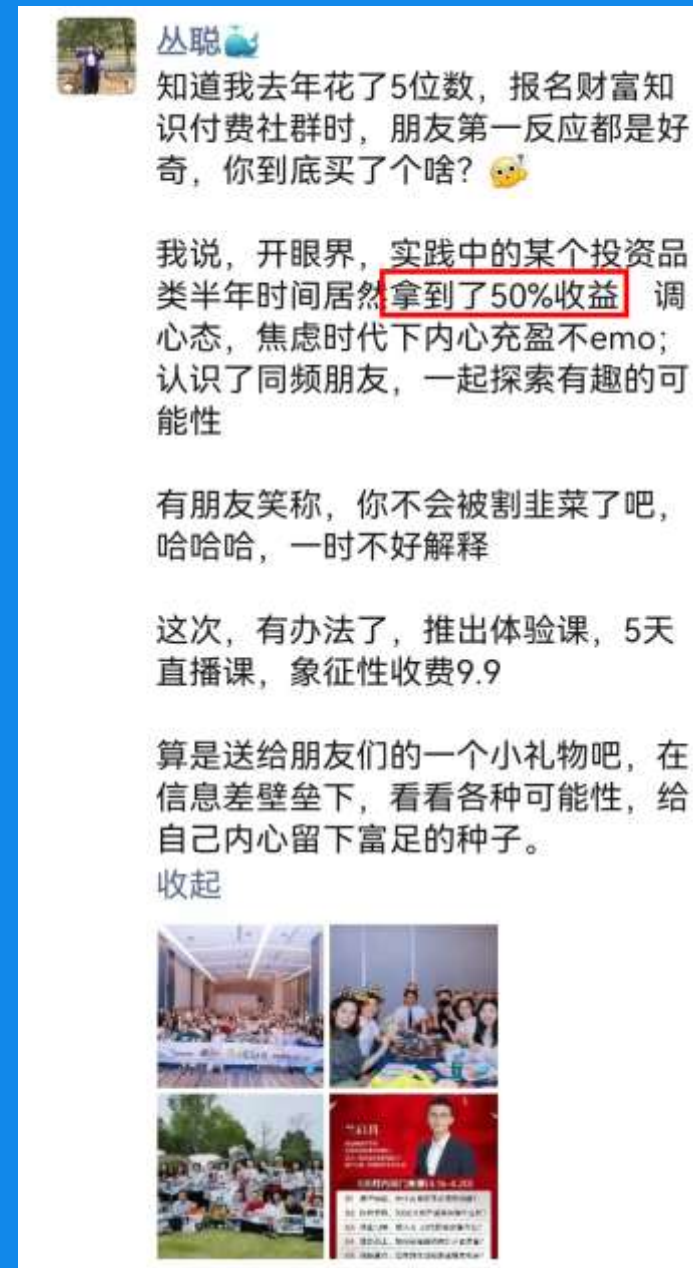 丛聪🐳
知道我去年花了5位数，报名财富知
识付费社群时，朋友第一反应都是好
奇，你到底买了个啥？
我说，开眼界，实践中的某个投资品
类半年时间居然拿到了50%收益 调
心态，焦虑时代下内心充盈不emo；
认识了同频朋友，一起探索有趣的可
能性
有朋友笑称，你不会被割韭菜了吧，
哈哈哈，一时不好解释
这次，有办法了，推出体验课，5天
直播课，象征性收费9.9
算是送给朋友们的一个小礼物吧，在
信息差壁垒下，看看各种可能性，给
自己内心留下富足的种子。
收起